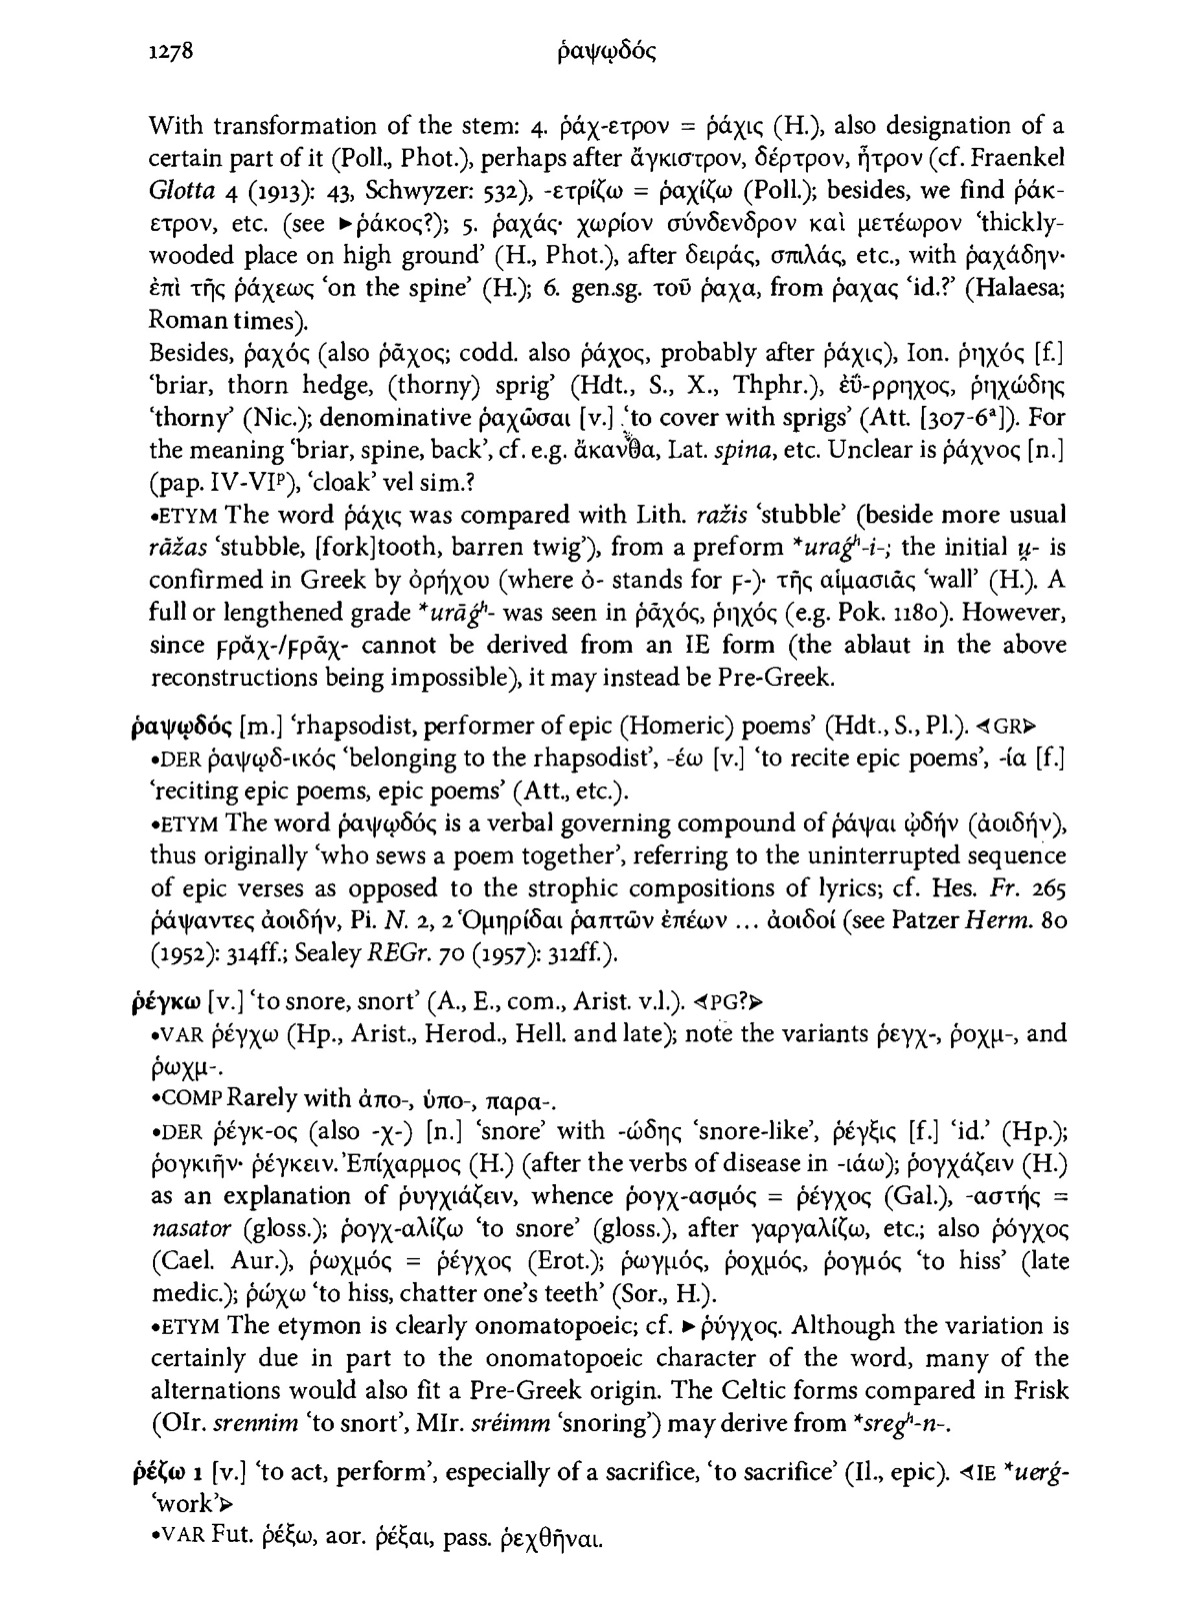 1278 ῥαψῳδός
With transformation of the stem: 4. ῥάχ-ετρον = ῥάχις (H.), also designation of a
certain part of it (Poll., Phot.), perhaps after ἄγκιστρον, δέρτρον, ἦτρον (cf. Fraenkel
Glotta 4 (1913): 43, Schwyzer: 532), -ετρίζω = ῥαχίζω (Poll.); besides, we find ῥάκ-
ετρον, etc. (see ►ῥάκος?); 5. ῥαχάς· χωρίον σύνδενδρον καὶ μετέωρον ‘thickly-
wooded place on high ground’ (H., Phot.), after δειράς, σπιλάς, etc., with ῥαχάδην·
ἐπὶ τῆς ῥάχεως ‘on the spine’ (H.); 6. gen.sg. τοῦ ῥαχα, from ῥαχας ‘id.?’ (Halaesa;
Roman times).
Besides, ῥαχός (also ῥᾶχος; codd. also ῥάχος, probably after ῥάχις), Ion. ῥηχός [f.]
‘briar, thorn hedge, (thorny) sprig’ (Hdt., S., X., Thphr.), ἐΰ-ρρηχος, ῥηχώδης
‘thorny’ (Nic.); denominative ῥαχῶσαι [v.] ‘to cover with sprigs’ (Att. [307-6ᵃ]). For
the meaning ‘briar, spine, back’, cf. e.g. ἄκανθα, Lat. spina, etc. Unclear is ῥάχνος [n.]
(pap. IV-VIᵖ), ‘cloak’ vel sim.?
•ETYM The word ῥάχις was compared with Lith. ražis ‘stubble’ (beside more usual
rãžas ‘stubble, [fork]tooth, barren twig’), from a preform *uraǵʰ-i-; the initial u̯- is
confirmed in Greek by ὀρήχου (where ὀ- stands for ϝ-)· τῆς αἱμασιᾶς ‘wall’ (H.). A
full or lengthened grade *urāǵʰ- was seen in ῥᾱχός, ῥηχός (e.g. Pok. 1180). However,
since ϝρᾰχ-/ϝρᾱχ- cannot be derived from an IE form (the ablaut in the above
reconstructions being impossible), it may instead be Pre-Greek.
ῥαψῳδός [m.] ‘rhapsodist, performer of epic (Homeric) poems’ (Hdt., S., Pl.). ⊰GR⊱
•DER ῥαψῳδ-ικός ‘belonging to the rhapsodist’, -έω [v.] ‘to recite epic poems’, -ία [f.]
‘reciting epic poems, epic poems’ (Att., etc.).
•ETYM The word ῥαψῳδός is a verbal governing compound of ῥάψαι ᾠδήν (ἀοιδήν),
thus originally ‘who sews a poem together’, referring to the uninterrupted sequence
of epic verses as opposed to the strophic compositions of lyrics; cf. Hes. Fr. 265
ῥάψαντες ἀοιδήν, Pi. N. 2, 2 Ὁμηρίδαι ῥαπτῶν ἐπέων … ἀοιδοί (see Patzer Herm. 80
(1952): 314ff.; Sealey REGr. 70 (1957): 312ff.).
ῥέγκω [v.] ‘to snore, snort’ (A., E., com., Arist. v.l.). ⊰PG?⊱
•VAR ῥέγχω (Hp., Arist., Herod., Hell. and late); note the variants ῥεγχ-, ῥοχμ-, and
ῥωχμ-.
•COMP Rarely with ἀπο-, ὑπο-, παρα-.
•DER ῥέγκ-ος (also -χ-) [n.] ‘snore’ with -ώδης ‘snore-like’, ῥέγξις [f.] ‘id.’ (Hp.);
ῥογκιῆν· ῥέγκειν. Ἐπίχαρμος (H.) (after the verbs of disease in -ιάω); ῥογχάζειν (H.)
as an explanation of ῥυγχιάζειν, whence ῥογχ-ασμός = ῥέγχος (Gal.), -αστής =
nasator (gloss.); ῥογχ-αλίζω ‘to snore’ (gloss.), after γαργαλίζω, etc.; also ῥόγχος
(Cael. Aur.), ῥωχμός = ῥέγχος (Erot.); ῥωγμός, ῥοχμός, ῥογμός ‘to hiss’ (late
medic.); ῥώχω ‘to hiss, chatter one’s teeth’ (Sor., H.).
•ETYM The etymon is clearly onomatopoeic; cf. ►ῥύγχος. Although the variation is
certainly due in part to the onomatopoeic character of the word, many of the
alternations would also fit a Pre-Greek origin. The Celtic forms compared in Frisk
(OIr. srennim ‘to snort’, MIr. sréimm ‘snoring’) may derive from *sregʰ-n-.
ῥέζω 1 [v.] ‘to act, perform’, especially of a sacrifice, ‘to sacrifice’ (Il., epic). ⊰IE *uerǵ-
‘work’⊱
•VAR Fut. ῥέξω, aor. ῥέξαι, pass. ῥεχθῆναι.